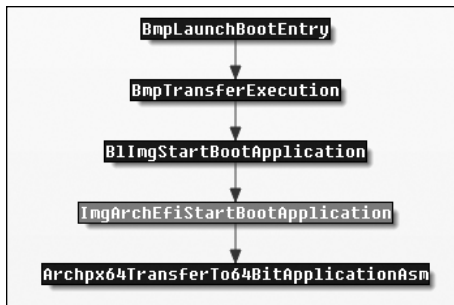 BmpLaunchBootEntry
BmpTransferExecution
BlImgStartBootApplication
ImgArchEfiStartBootApplication
Archpx64TransferTo64BitApplicationAsm